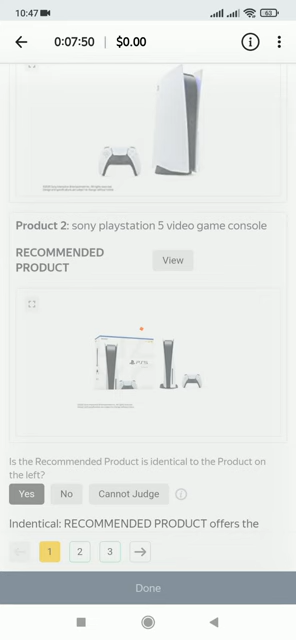 10:47
63
0:07:50 | $0.00
Product 2: sony playstation 5 video game console
RECOMMENDED
PRODUCT
View
PS5
Is the Recommended Product is identical to the Product on
the left?
Yes
No
Cannot Judge
Indentical: RECOMMENDED PRODUCT offers the
1
2
3
Done